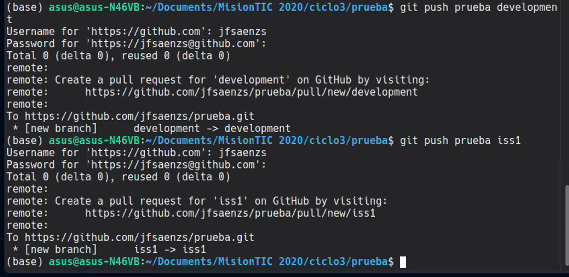 (base) asus@asus-N46VB:~/Documents/MisionTIC 2020/ciclo3/prueba$ git push prueba developmen
t
Username for 'https://github.com': jfsaenzs
Password for 'https://jfsaenzs@github.com':
Total 0 (delta 0), reused 0 (delta 0)
remote:
remote: Create a pull request for 'development' on GitHub by visiting:
remote:      https://github.com/jfsaenzs/prueba/pull/new/development
remote:
To https://github.com/jfsaenzs/prueba.git
 * [new branch]      development -> development
(base) asus@asus-N46VB:~/Documents/MisionTIC 2020/ciclo3/prueba$ git push prueba iss1
Username for 'https://github.com': jfsaenzs
Password for 'https://jfsaenzs@github.com':
Total 0 (delta 0), reused 0 (delta 0)
remote:
remote: Create a pull request for 'iss1' on GitHub by visiting:
remote:      https://github.com/jfsaenzs/prueba/pull/new/iss1
remote:
To https://github.com/jfsaenzs/prueba.git
 * [new branch]      iss1 -> iss1
(base) asus@asus-N46VB:~/Documents/MisionTIC 2020/ciclo3/prueba$